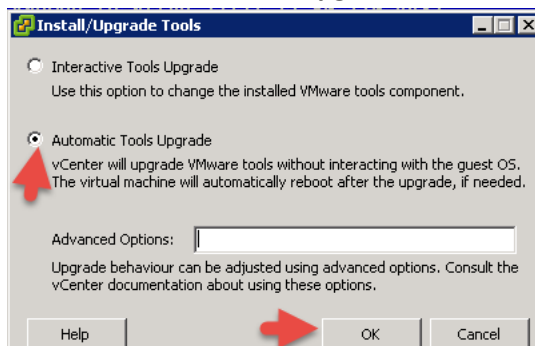 Install/Upgrade Tools
Interactive Tools Upgrade
Use this option to change the installed VMware tools component.
Automatic Tools Upgrade
vCenter will upgrade VMware tools without interacting with the guest OS.
The virtual machine will automatically reboot after the upgrade, if needed.
Advanced Options:
Upgrade behaviour can be adjusted using advanced options. Consult the
vCenter documentation about using these options.
Help OK Cancel